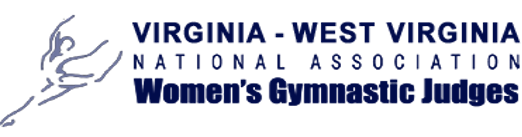 VIRGINIA - WEST VIRGINIA
NATIONAL ASSOCIATION
Women's Gymnastic Judges